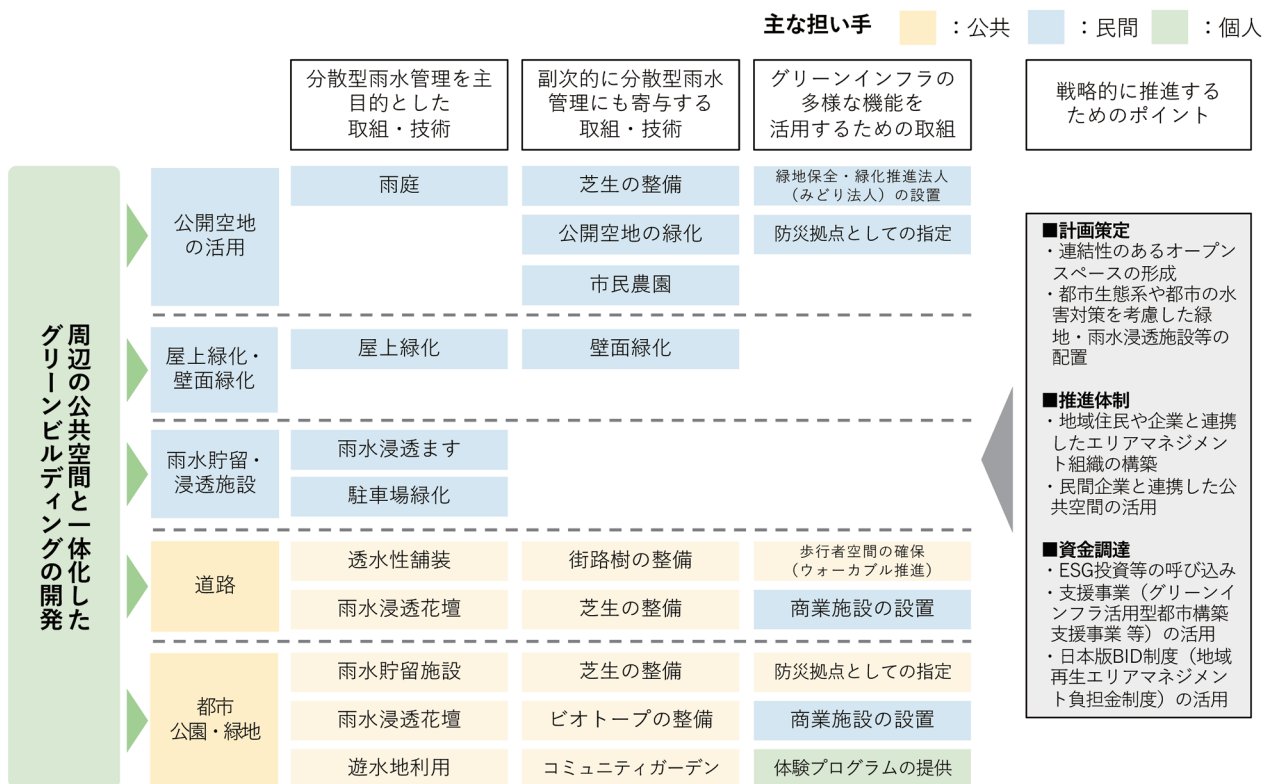 主な担い手 ：公共 ：民間 ：個人
分散型雨水管理を主
目的とした
取組・技術
副次的に分散型雨水
管理にも寄与する
取組・技術
グリーンインフラの
多様な機能を
活用するための取組
戦略的に推進する
ためのポイント
周辺の公共空間と一体化した
グリーンビルディングの開発
公開空地
の活用
雨庭
芝生の整備
緑地保全・緑化推進法人
（みどり法人）の設置
公開空地の緑化
防災拠点としての指定
市民農園
屋上緑化・
壁面緑化
屋上緑化
壁面緑化
雨水貯留・
浸透施設
雨水浸透ます
駐車場緑化
道路
透水性舗装
街路樹の整備
歩行者空間の確保
（ウォーカブル推進）
雨水浸透花壇
芝生の整備
商業施設の設置
都市
公園・緑地
雨水貯留施設
芝生の整備
防災拠点としての指定
雨水浸透花壇
ビオトープの整備
商業施設の設置
遊水地利用
コミュニティガーデン
体験プログラムの提供
■計画策定
・連結性のあるオープン
スペースの形成
・都市生態系や都市の水
害対策を考慮した緑
地・雨水浸透施設等の
配置
■推進体制
・地域住民や企業と連携
したエリアマネジメン
ト組織の構築
・民間企業と連携した公
共空間の活用
■資金調達
・ESG投資等の呼び込み
・支援事業（グリーンイ
ンフラ活用型都市構築
支援事業 等）の活用
・日本版BID制度（地域
再生エリアマネジメン
ト負担金制度）の活用